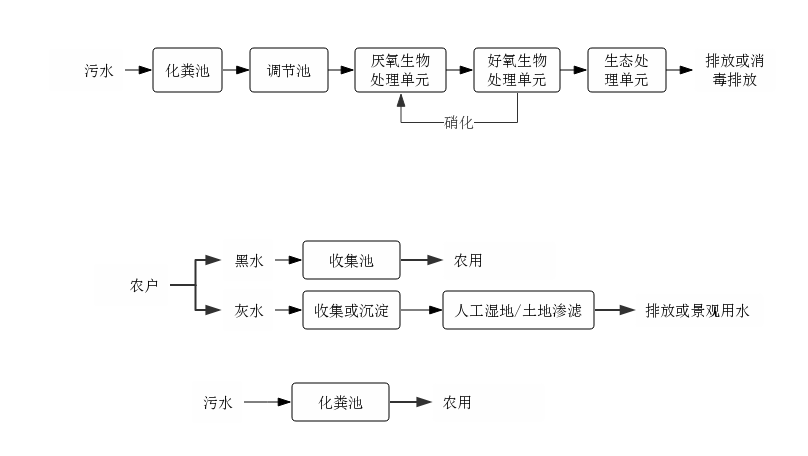 污水
化粪池
调节池
厌氧生物
处理单元
好氧生物
处理单元
生态处
理单元
排放或消
毒排放
硝化
农户
黑水
收集池
农用
灰水
收集或沉淀
人工湿地/土地渗滤
排放或景观用水
污水
化粪池
农用